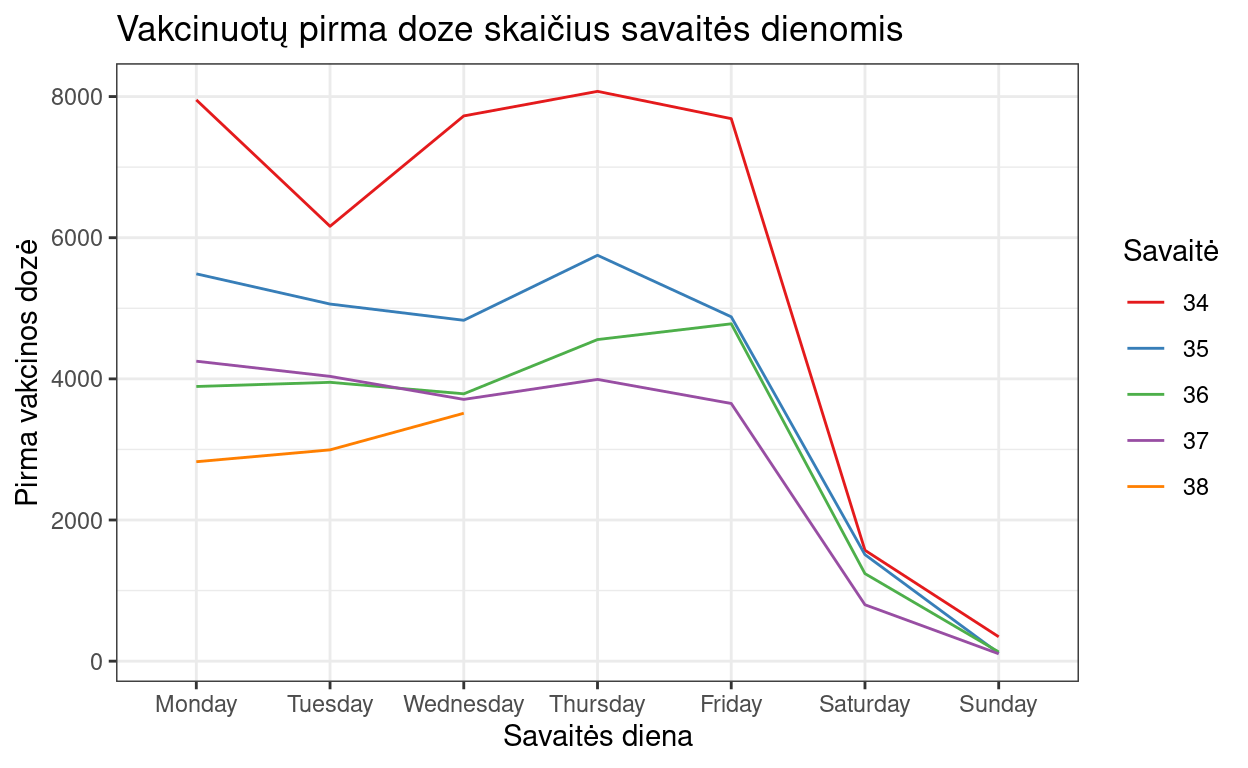 Vakcinuotų pirma doze skaičius savaitės dienomis
Pirma vakcinos dozė
8000
6000
4000
2000
0
Monday Tuesday Wednesday Thursday Friday Saturday Sunday
Savaitės diena
Savaitė
34
35
36
37
38